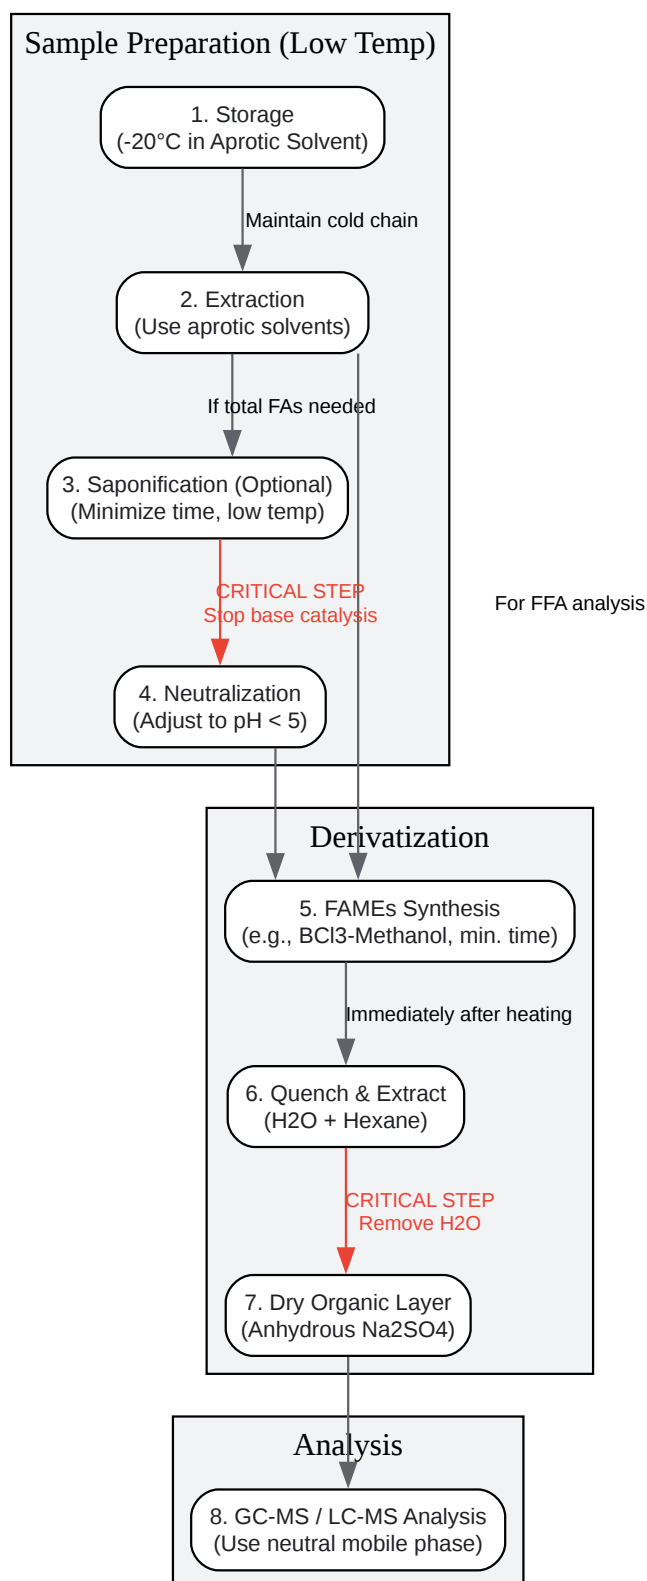 Sample Preparation (Low Temp)
1. Storage
(-20°C in Aprotic Solvent)
Maintain cold chain
2. Extraction
(Use aprotic solvents)
If total FAs needed
3. Saponification (Optional)
(Minimize time, low temp)
CRITICAL STEP
Stop base catalysis
For FFA analysis
4. Neutralization
(Adjust to pH < 5)
Derivatization
5. FAMEs Synthesis
(e.g., BCl3-Methanol, min. time)
Immediately after heating
6. Quench & Extract
(H2O + Hexane)
CRITICAL STEP
Remove H2O
7. Dry Organic Layer
(Anhydrous Na2SO4)
Analysis
8. GC-MS / LC-MS Analysis
(Use neutral mobile phase)